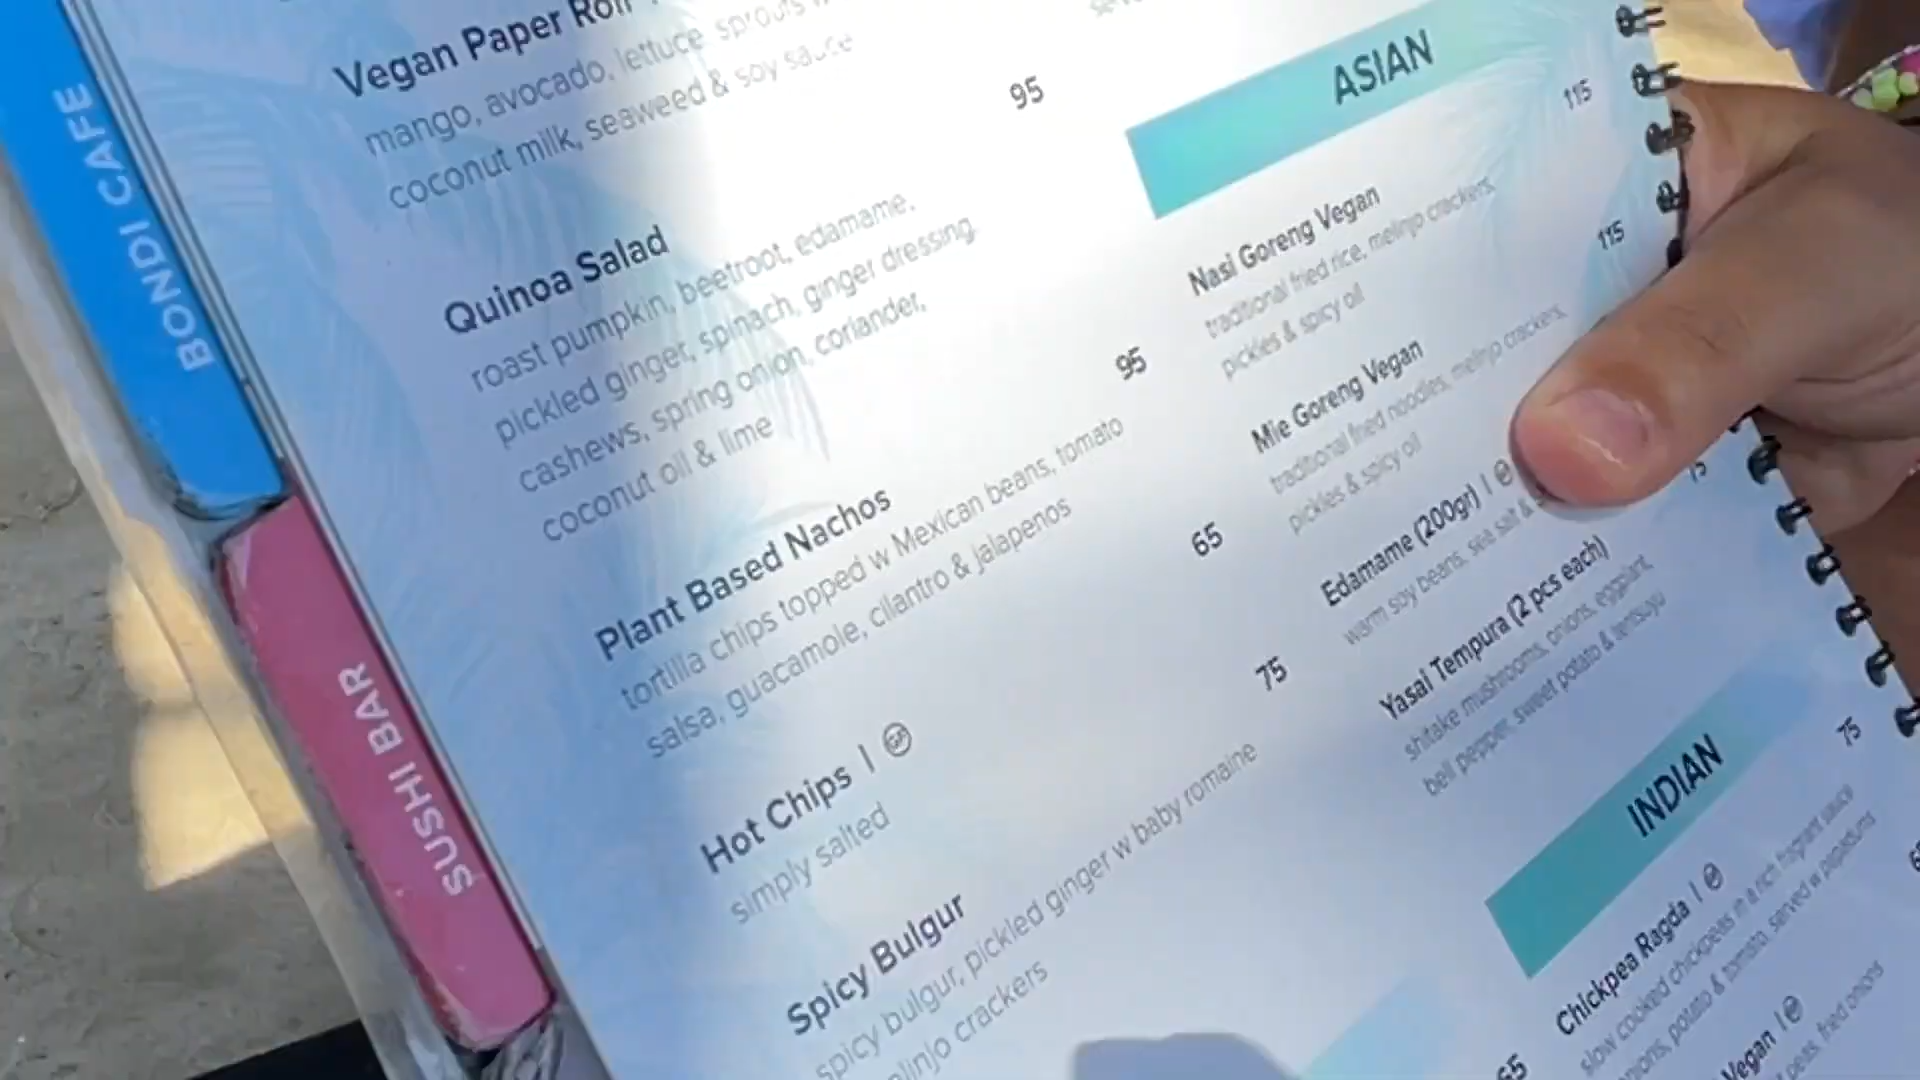 BONDI CAFE
SUSHI BAR
Vegan Paper Roll
mango, avocado, lettuce, sprouts
coconut milk, seaweed & soy sauce
95
Quinoa Salad
roast pumpkin, beetroot, edamame,
pickled ginger, spinach, ginger dressing,
cashews, spring onion, coriander,
coconut oil & lime
95
Plant Based Nachos
tortilla chips topped w Mexican beans, tomato
salsa, guacamole, cilantro & jalapenos
65
Hot Chips | GF
simply salted
75
Spicy Bulgur
spicy bulgur, pickled ginger w baby romaine
crackers
ASIAN
115
Nasi Goreng Vegan
traditional fried rice, melinjo crackers,
pickles & spicy oil
115
Mie Goreng Vegan
traditional fried noodles, melinjo crackers,
pickles & spicy oil
Edamame (200gr) |
warm soy beans, sea salt &
75
Yasai Tempura (2 pcs each)
shitake mushrooms, onions, eggplant,
bell pepper, sweet potato & tentsuyu
INDIAN
75
Chickpea Ragda |
slow cooked chickpeas in a rich fragrant sauce
onions, potato & tomato, served w papadums
Vegan |
peas, fried onions